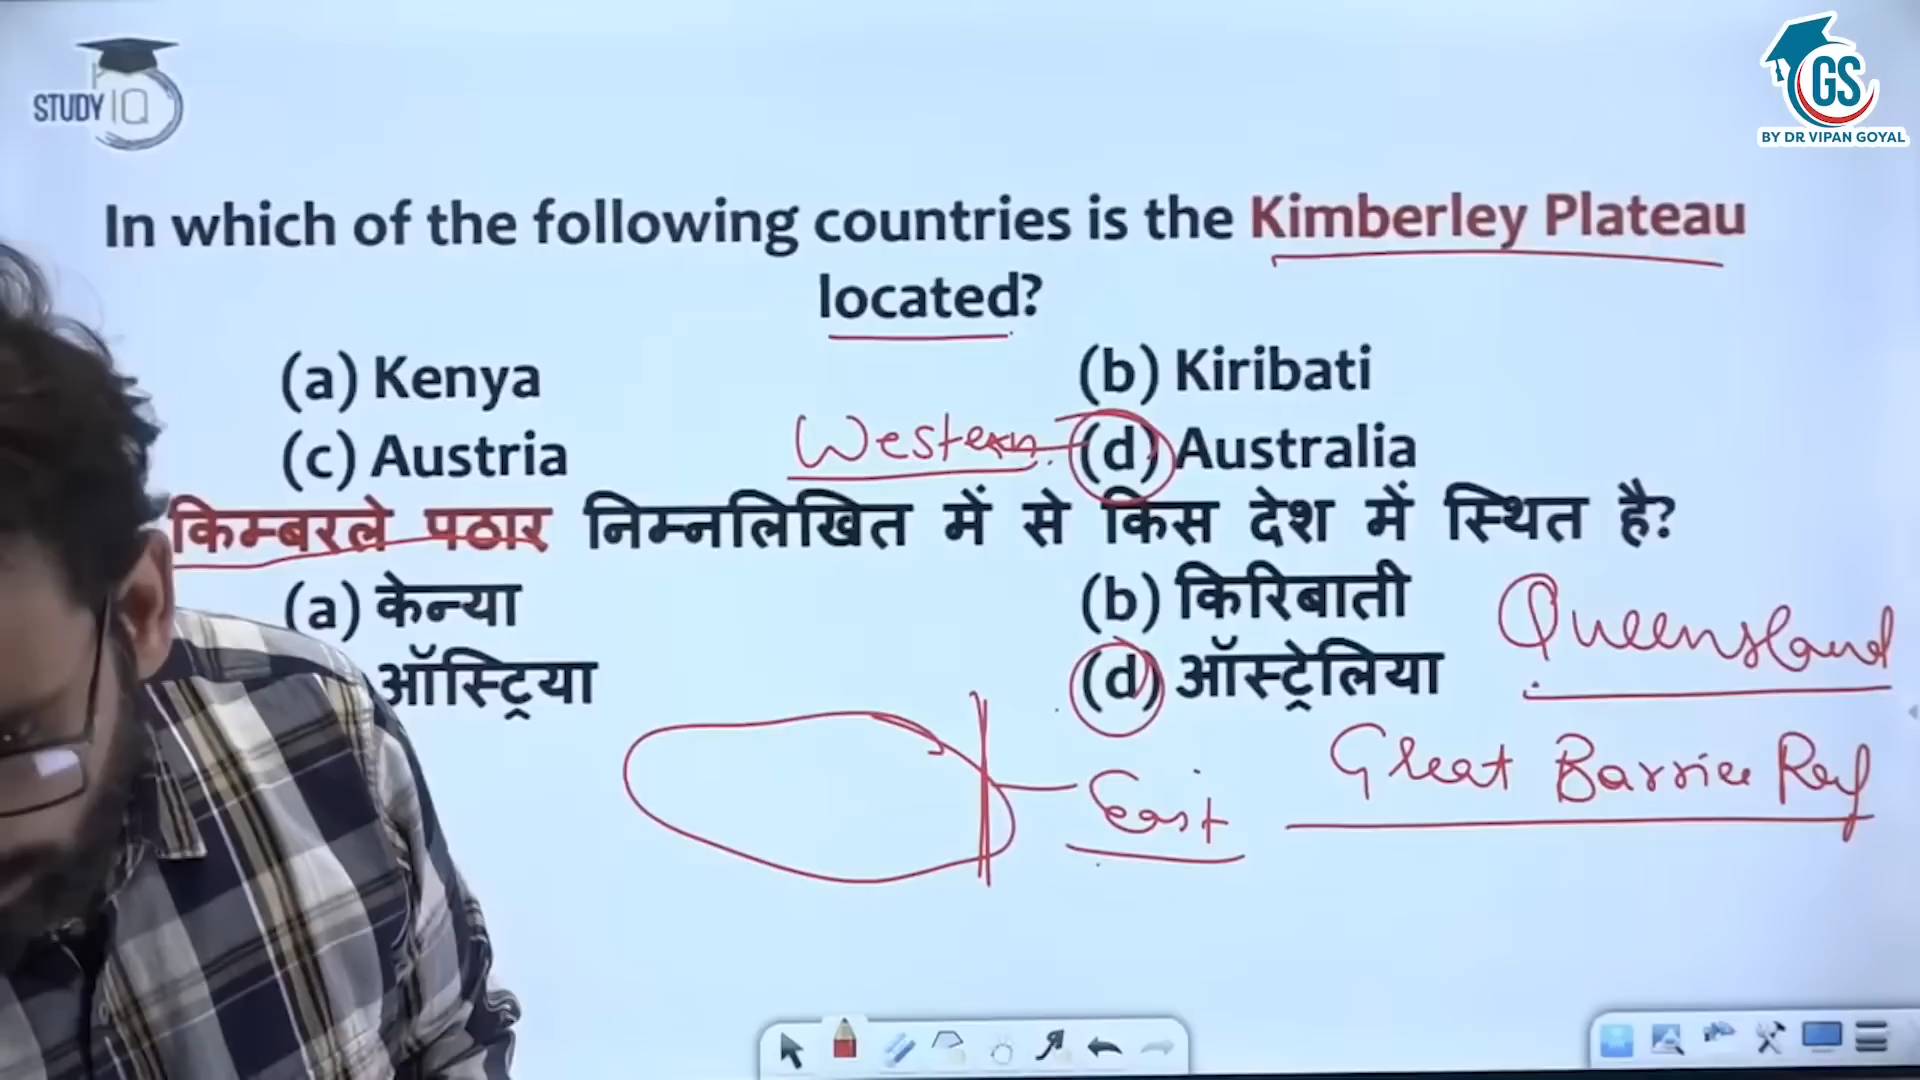 STUDY IQ
GS
BY DR VIPAN GOYAL
In which of the following countries is the Kimberley Plateau
located?
(a) Kenya
(b) Kiribati
(c) Austria
Western
(d) Australia
किम्बरले पठार निम्नलिखित में से किस देश में स्थित है?
(a) केन्या
(b) किरिबाती
Queensland
ऑस्ट्रिया
(d) ऑस्ट्रेलिया
East
Great Barrier Reef